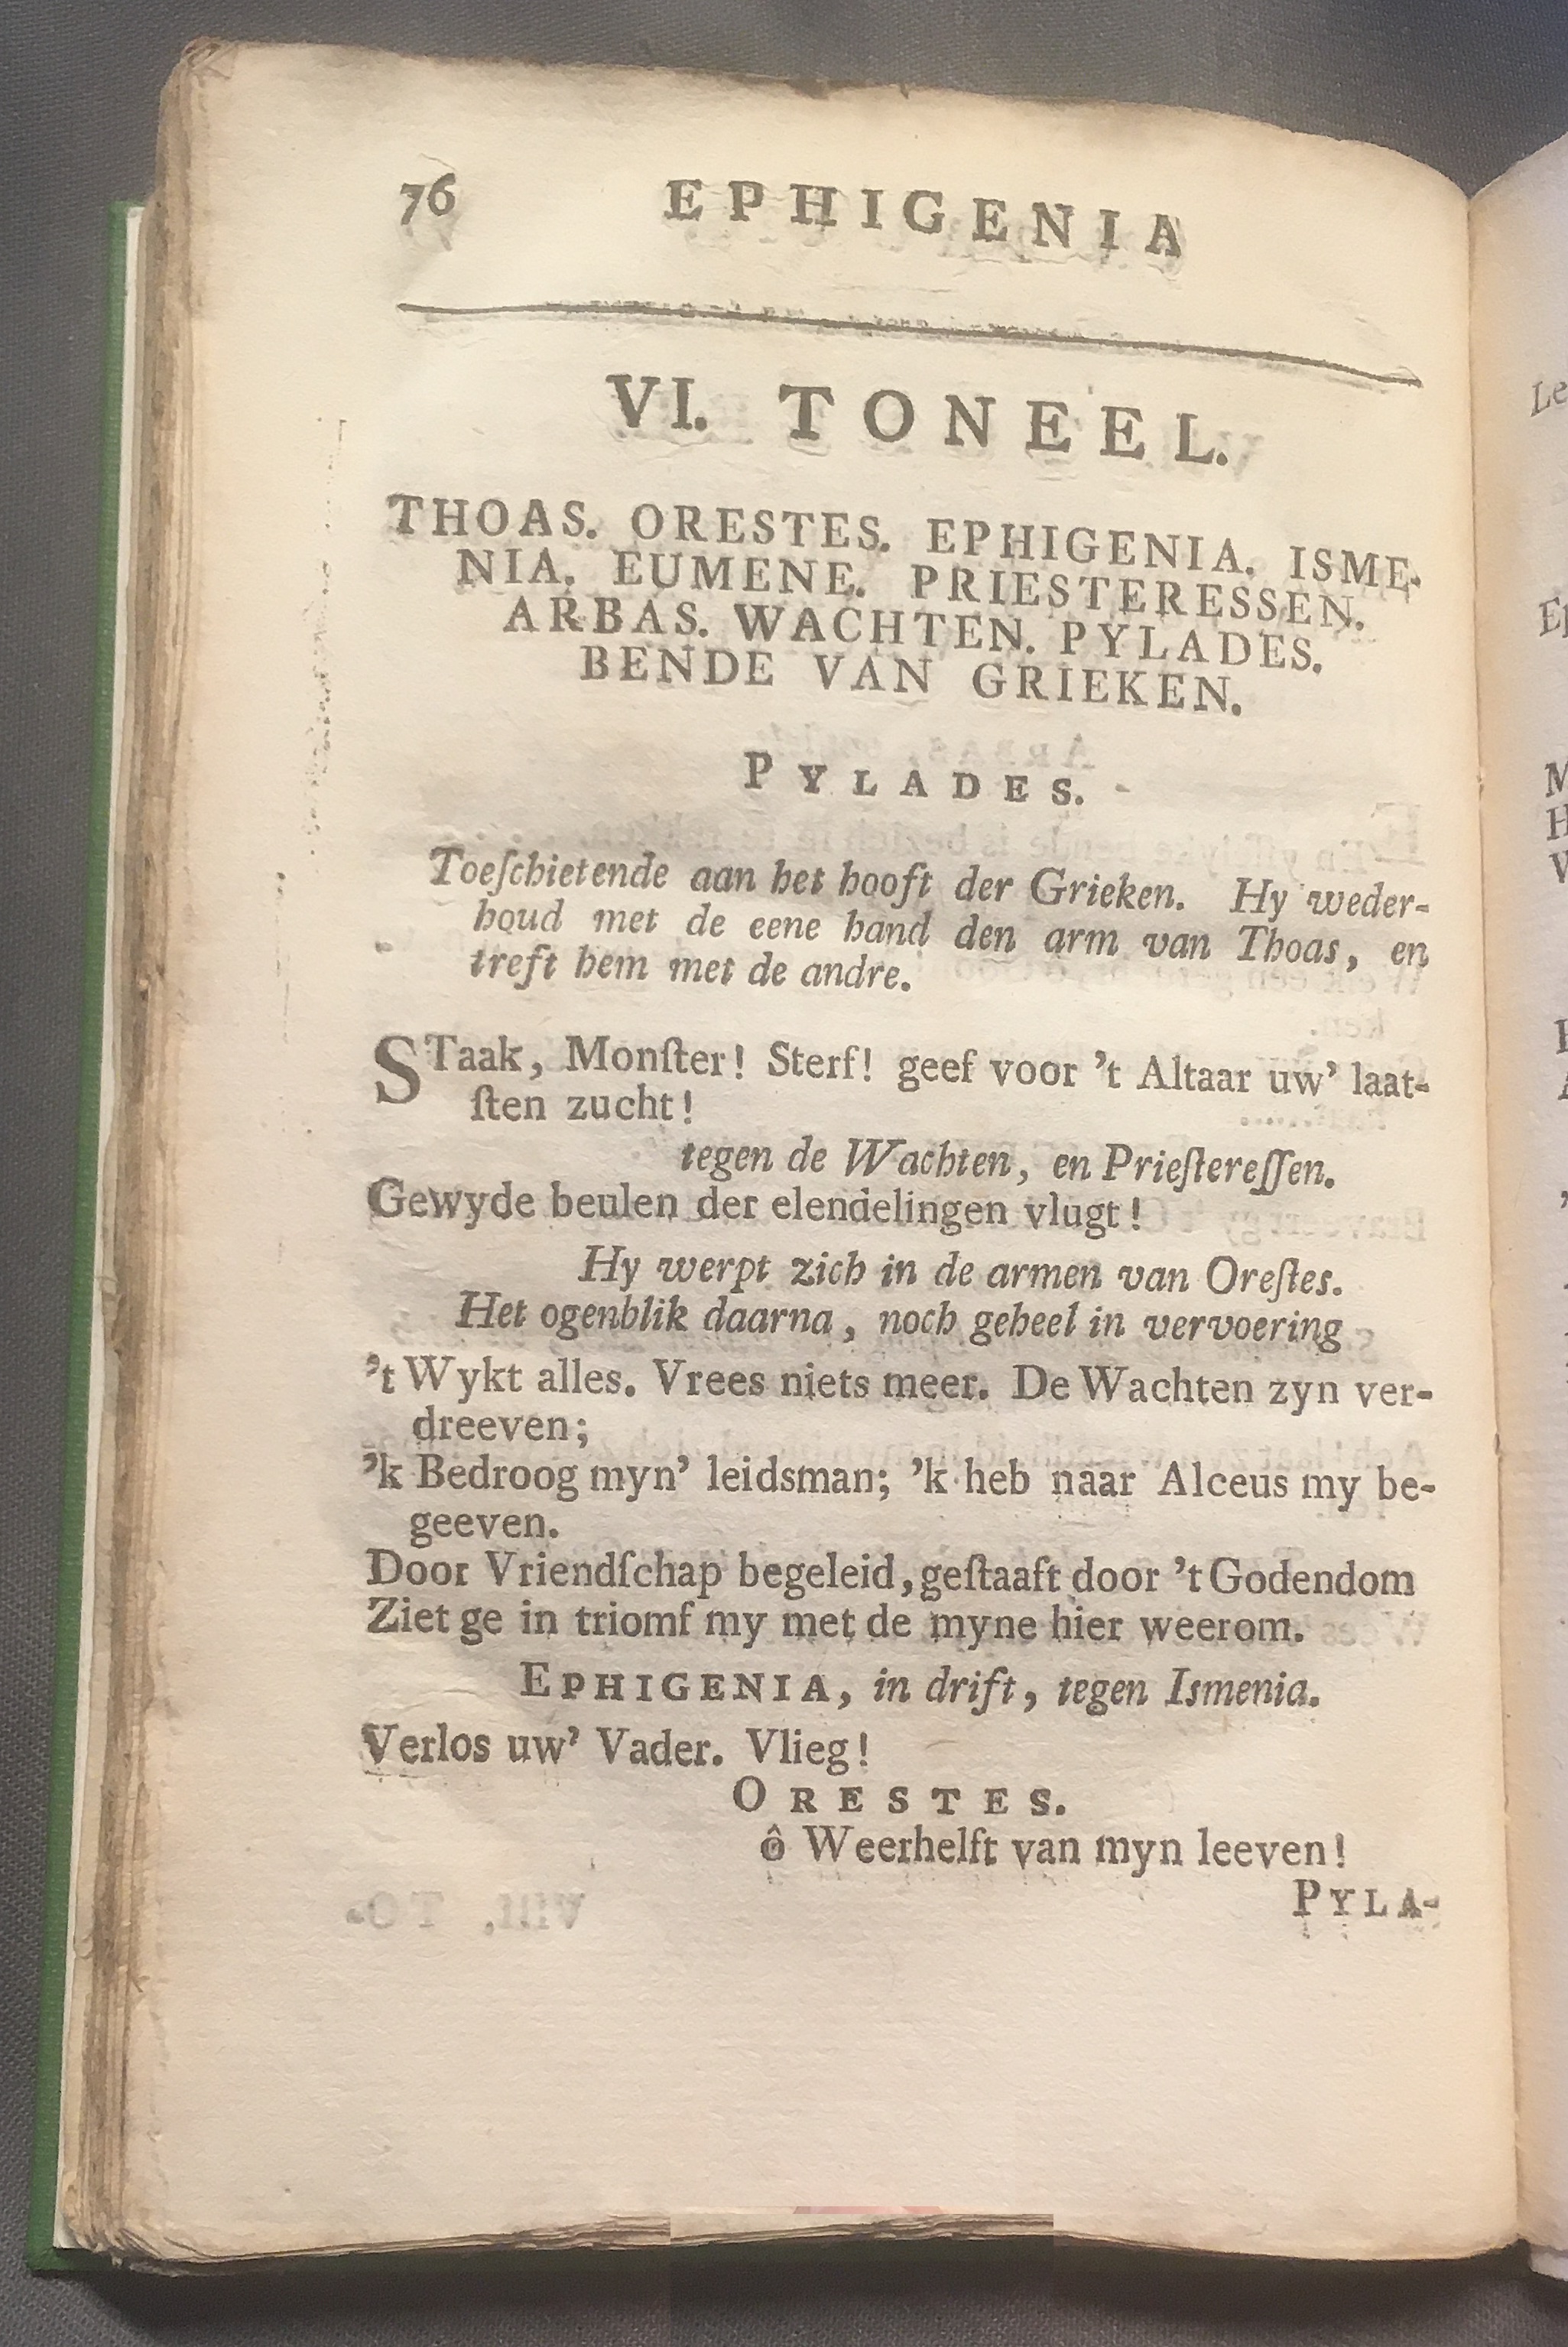 76 EPHIGENIA
VI. TONEEL.
THOAS. ORESTES. EPHIGENIA. ISME-
NIA. EUMENE. PRIESTERESSEN.
ARBAS. WACHTEN. PYLADES.
BENDE VAN GRIEKEN.
PYLADES.
Toeſchietende aan het hooft der Grieken. Hy weder-
houd met de eene hand den arm van Thoas, en
treft hem met de andre.
STaak, Monſter! Sterf! geef voor 't Altaar uw' laat-
ſten zucht!
tegen de Wachten, en Prieſtereſſen.
Gewyde beulen der elendelingen vlugt!
Hy werpt zich in de armen van Oreſtes.
Het ogenblik daarna, noch geheel in vervoering
't Wykt alles. Vrees niets meer. De Wachten zyn ver-
dreeven;
'k Bedroog myn' leidsman; 'k heb naar Alceus my be-
geeven.
Door Vriendſchap begeleid, geſtaaft door 't Godendom
Ziet ge in triomf my met de myne hier weerom.
EPHIGENIA, in drift, tegen Ismenia.
Verlos uw' Vader. Vlieg!
ORESTES.
ô Weerhelft van myn leeven!
PYLA-